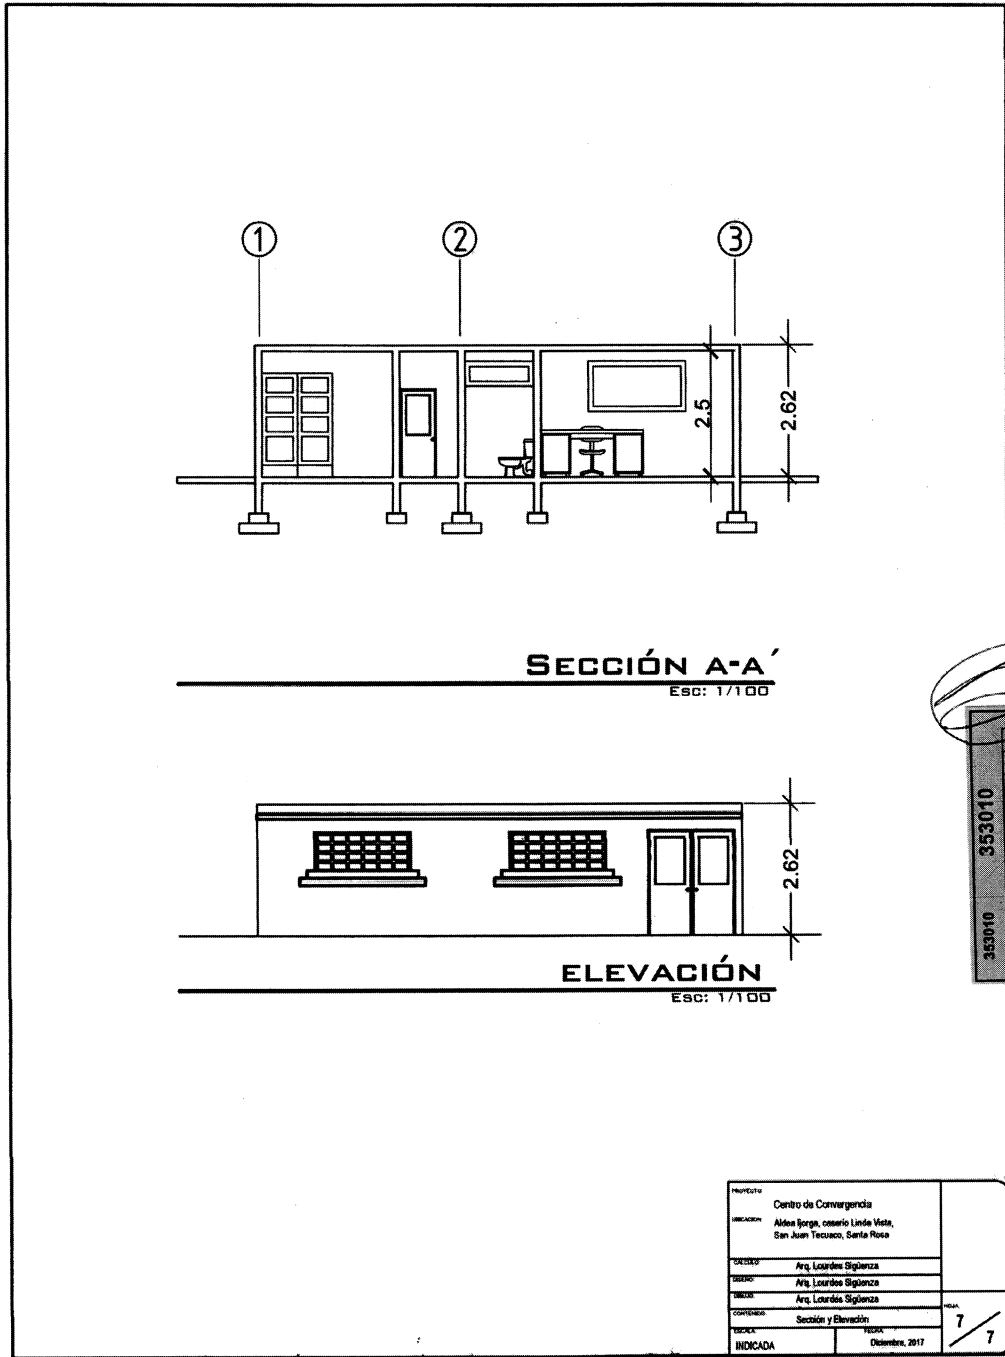 1
2
3
2.5
2.62
SECCIÓN A-A´
Esc: 1/100
2.62
ELEVACIÓN
Esc: 1/100
353010
353010
PROYECTO
Centro de Convergencia
UBICACION
Aldea Ijorga, caserío Linda Vista,
San Juan Tecuaco, Santa Rosa
CALCULO
Arq. Lourdes Sigüenza
DISEÑO
Arq. Lourdes Sigüenza
DIBUJO
Arq. Lourdes Sigüenza
CONTENIDO
Sección y Elevación
ESCALA
INDICADA
FECHA
Diciembre, 2017
HOJA
7
7